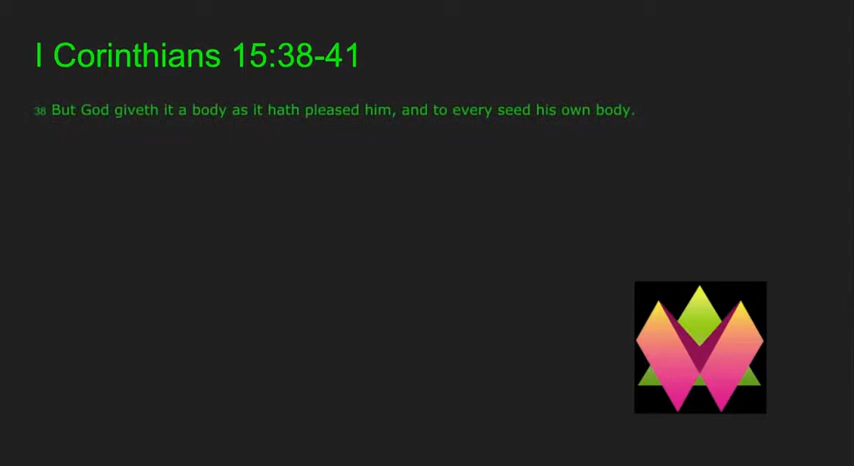 I Corinthians 15:38-41
38 But God giveth it a body as it hath pleased him, and to every seed his own body.